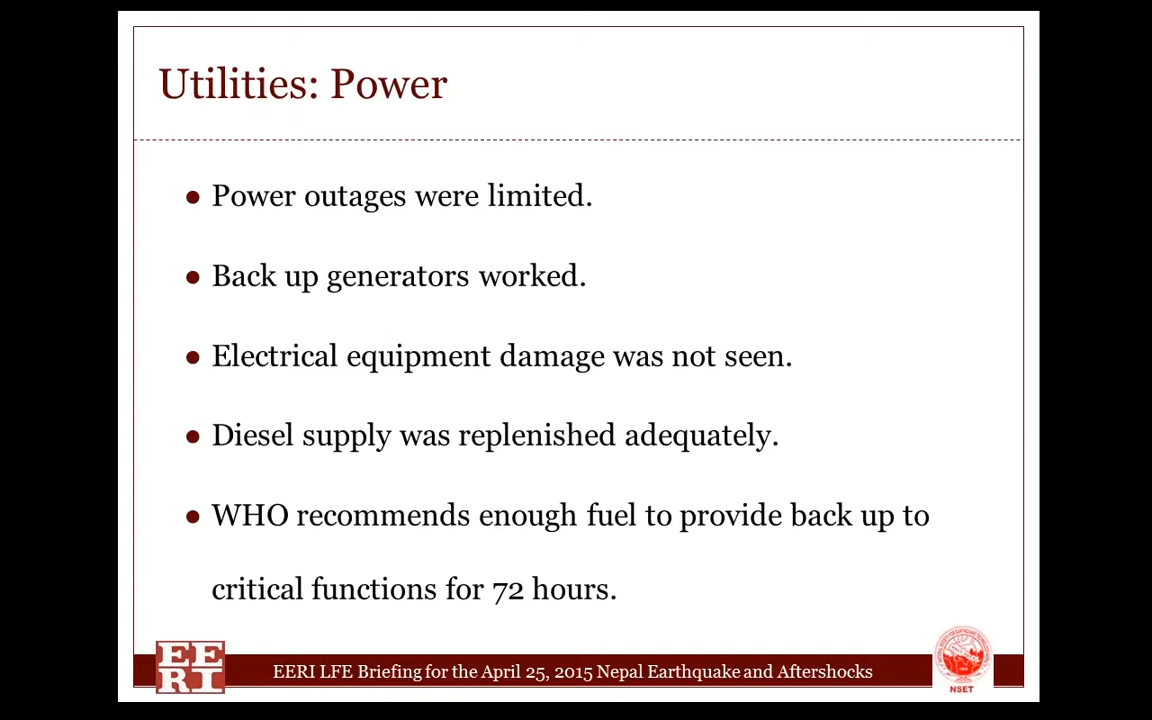 Utilities: Power
● Power outages were limited.
● Back up generators worked.
● Electrical equipment damage was not seen.
● Diesel supply was replenished adequately.
● WHO recommends enough fuel to provide back up to
critical functions for 72 hours.
EE
RI
EERI LFE Briefing for the April 25, 2015 Nepal Earthquake and Aftershocks
NSET